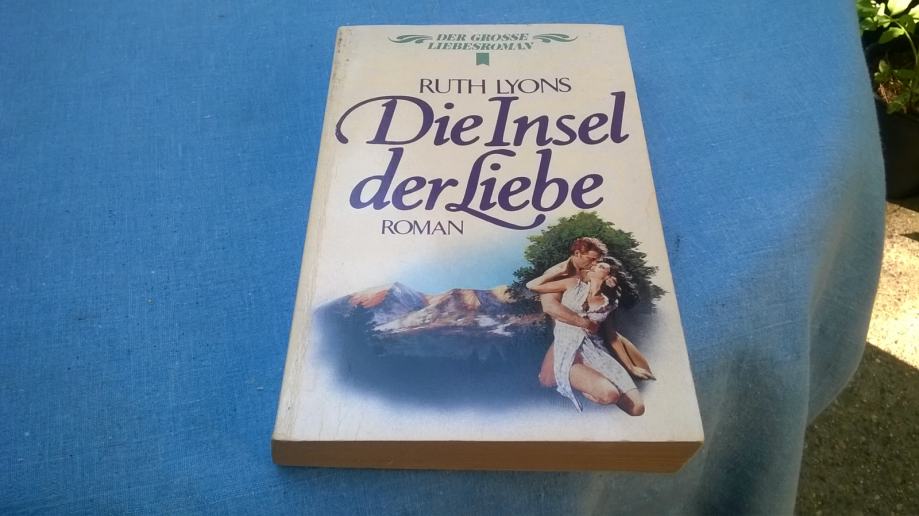 DER GROSSE
LIEBESROMAN
RUTH LYONS
Die Insel
der Liebe
ROMAN